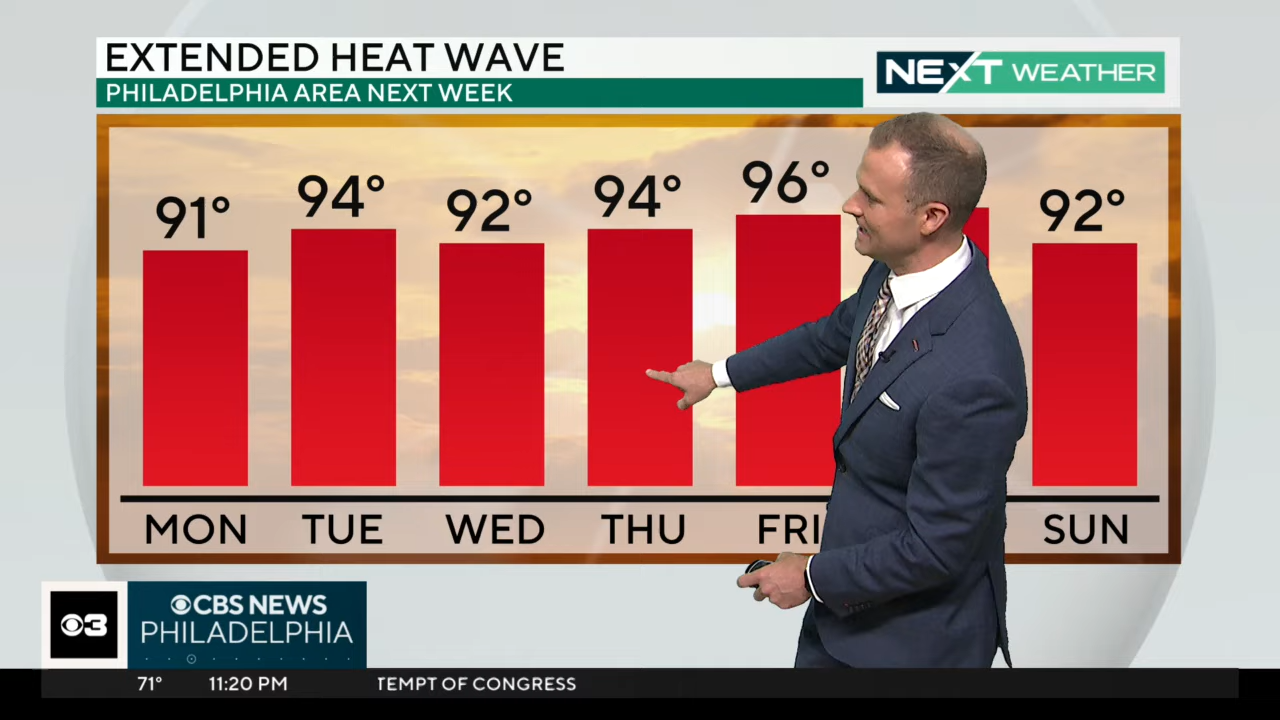 EXTENDED HEAT WAVE
PHILADELPHIA AREA NEXT WEEK
NEXT WEATHER
91° 94° 92° 94° 96° 92°
MON TUE WED THU FRI SUN
3
CBS NEWS
PHILADELPHIA
71° 11:20 PM TEMPT OF CONGRESS